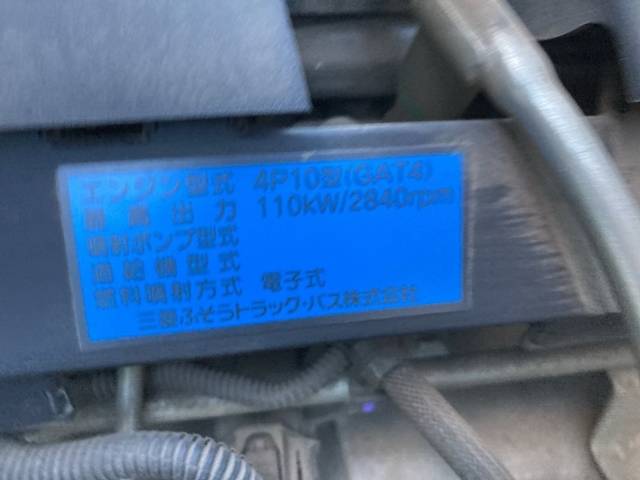 エンジン型式 4P10型(GAT4)
最高出力 110kW/2840rpm
噴射ポンプ型式
過給機型式
燃料噴射方式 電子式
三菱ふそうトラック・バス株式会社